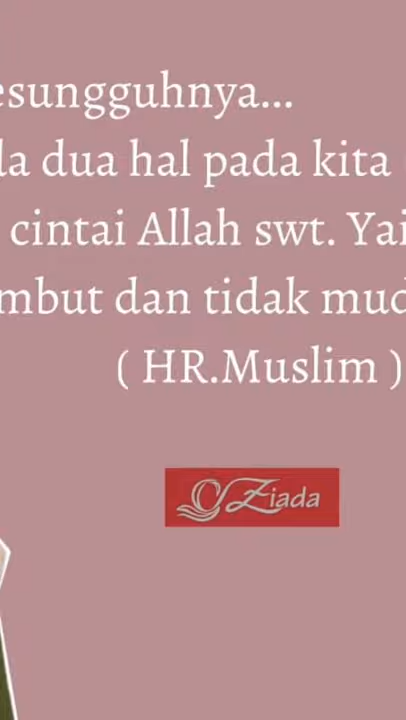 esungguhnya...
da dua hal pada kita
cintai Allah swt. Yai
mbut dan tidak mud
( HR.Muslim )
Ziada